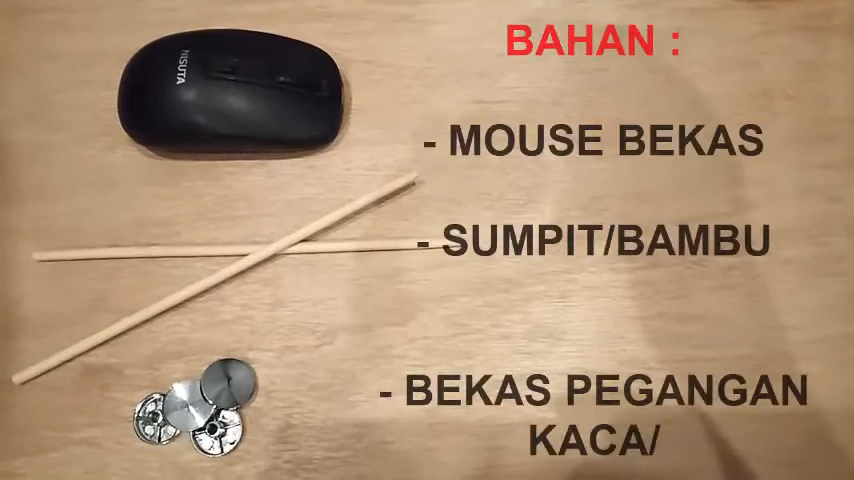 NISUTA
BAHAN :
- MOUSE BEKAS
- SUMPIT/BAMBU
- BEKAS PEGANGAN
KACA/